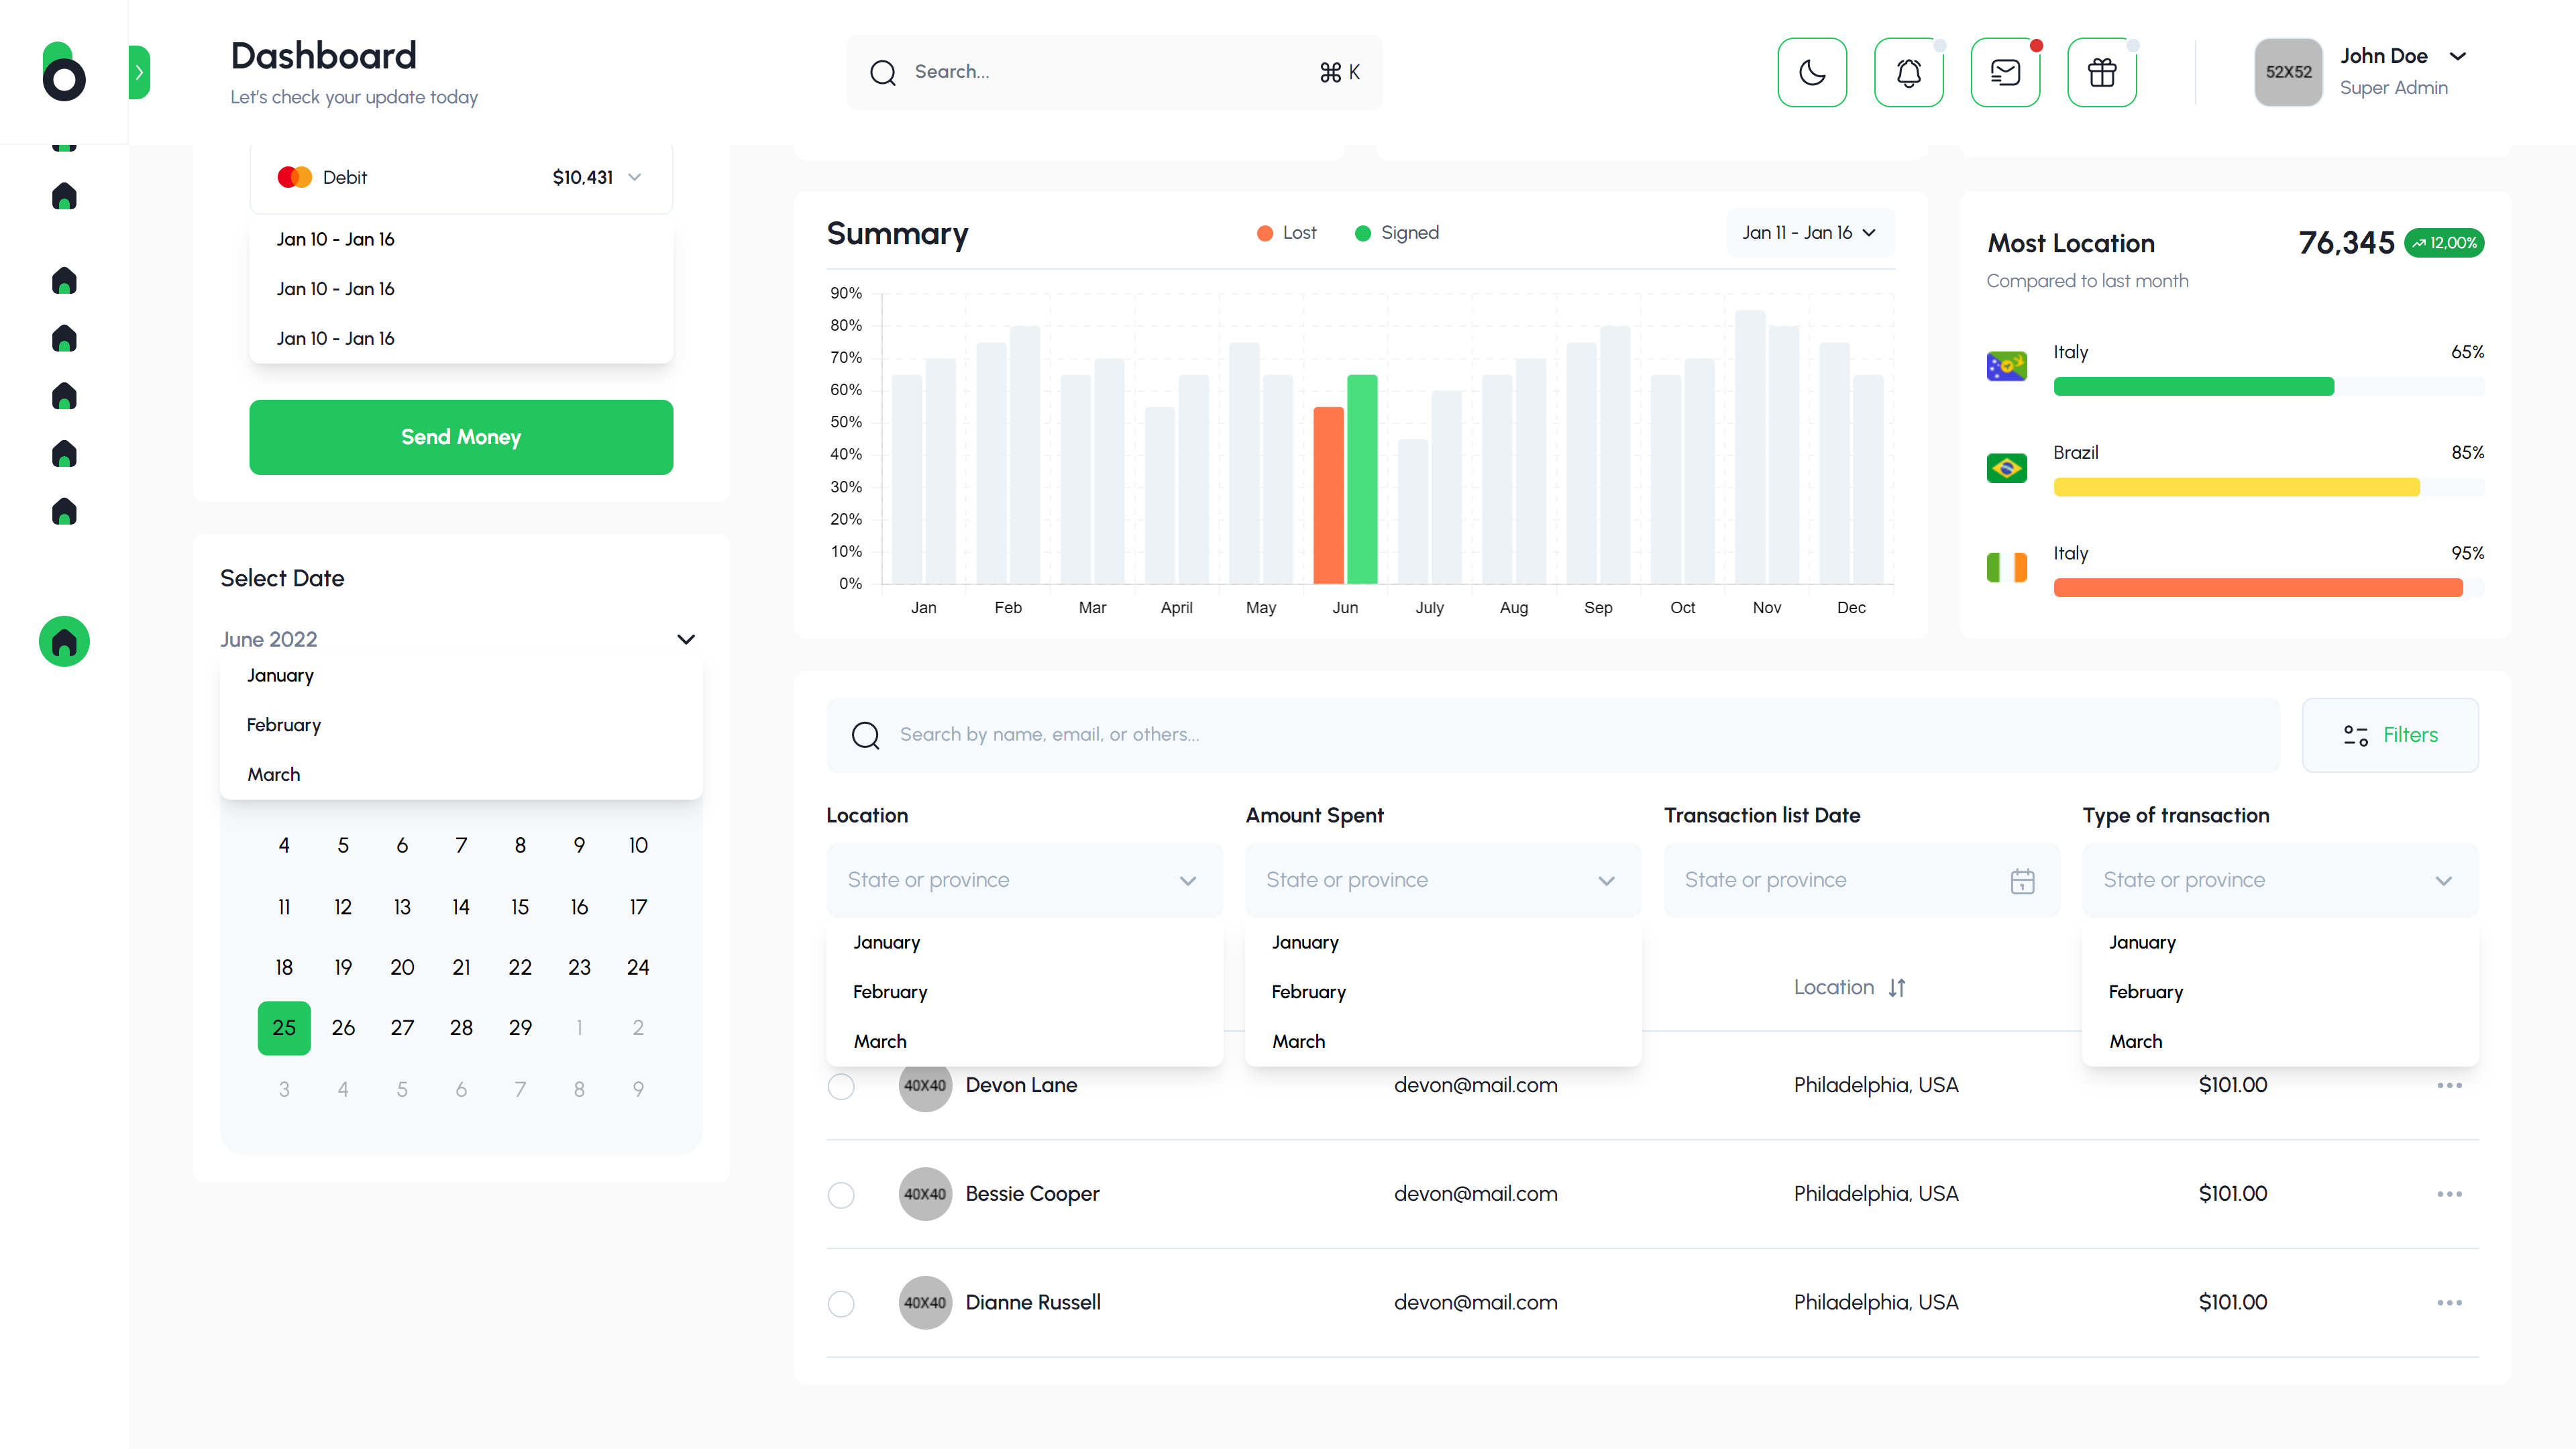 Dashboard
Let's check your update today
Search...
⌘ K
John Doe
Super Admin
52X52
Debit
$10,431
Jan 10 - Jan 16
Jan 10 - Jan 16
Jan 10 - Jan 16
Send Money
Select Date
June 2022
January
February
March
4 5 6 7 8 9 10
11 12 13 14 15 16 17
18 19 20 21 22 23 24
25 26 27 28 29 1 2
3 4 5 6 7 8 9
Summary
Lost
Signed
Jan 11 - Jan 16
90%
80%
70%
60%
50%
40%
30%
20%
10%
0%
Jan Feb Mar April May Jun July Aug Sep Oct Nov Dec
Most Location
76,345
12,00%
Compared to last month
Italy
65%
Brazil
85%
Italy
95%
Search by name, email, or others...
Filters
Location
Amount Spent
Transaction list Date
Type of transaction
State or province
State or province
State or province
State or province
January
February
March
January
February
March
January
February
March
Location
40X40
Devon Lane
devon@mail.com
Philadelphia, USA
$101.00
40X40
Bessie Cooper
devon@mail.com
Philadelphia, USA
$101.00
40X40
Dianne Russell
devon@mail.com
Philadelphia, USA
$101.00